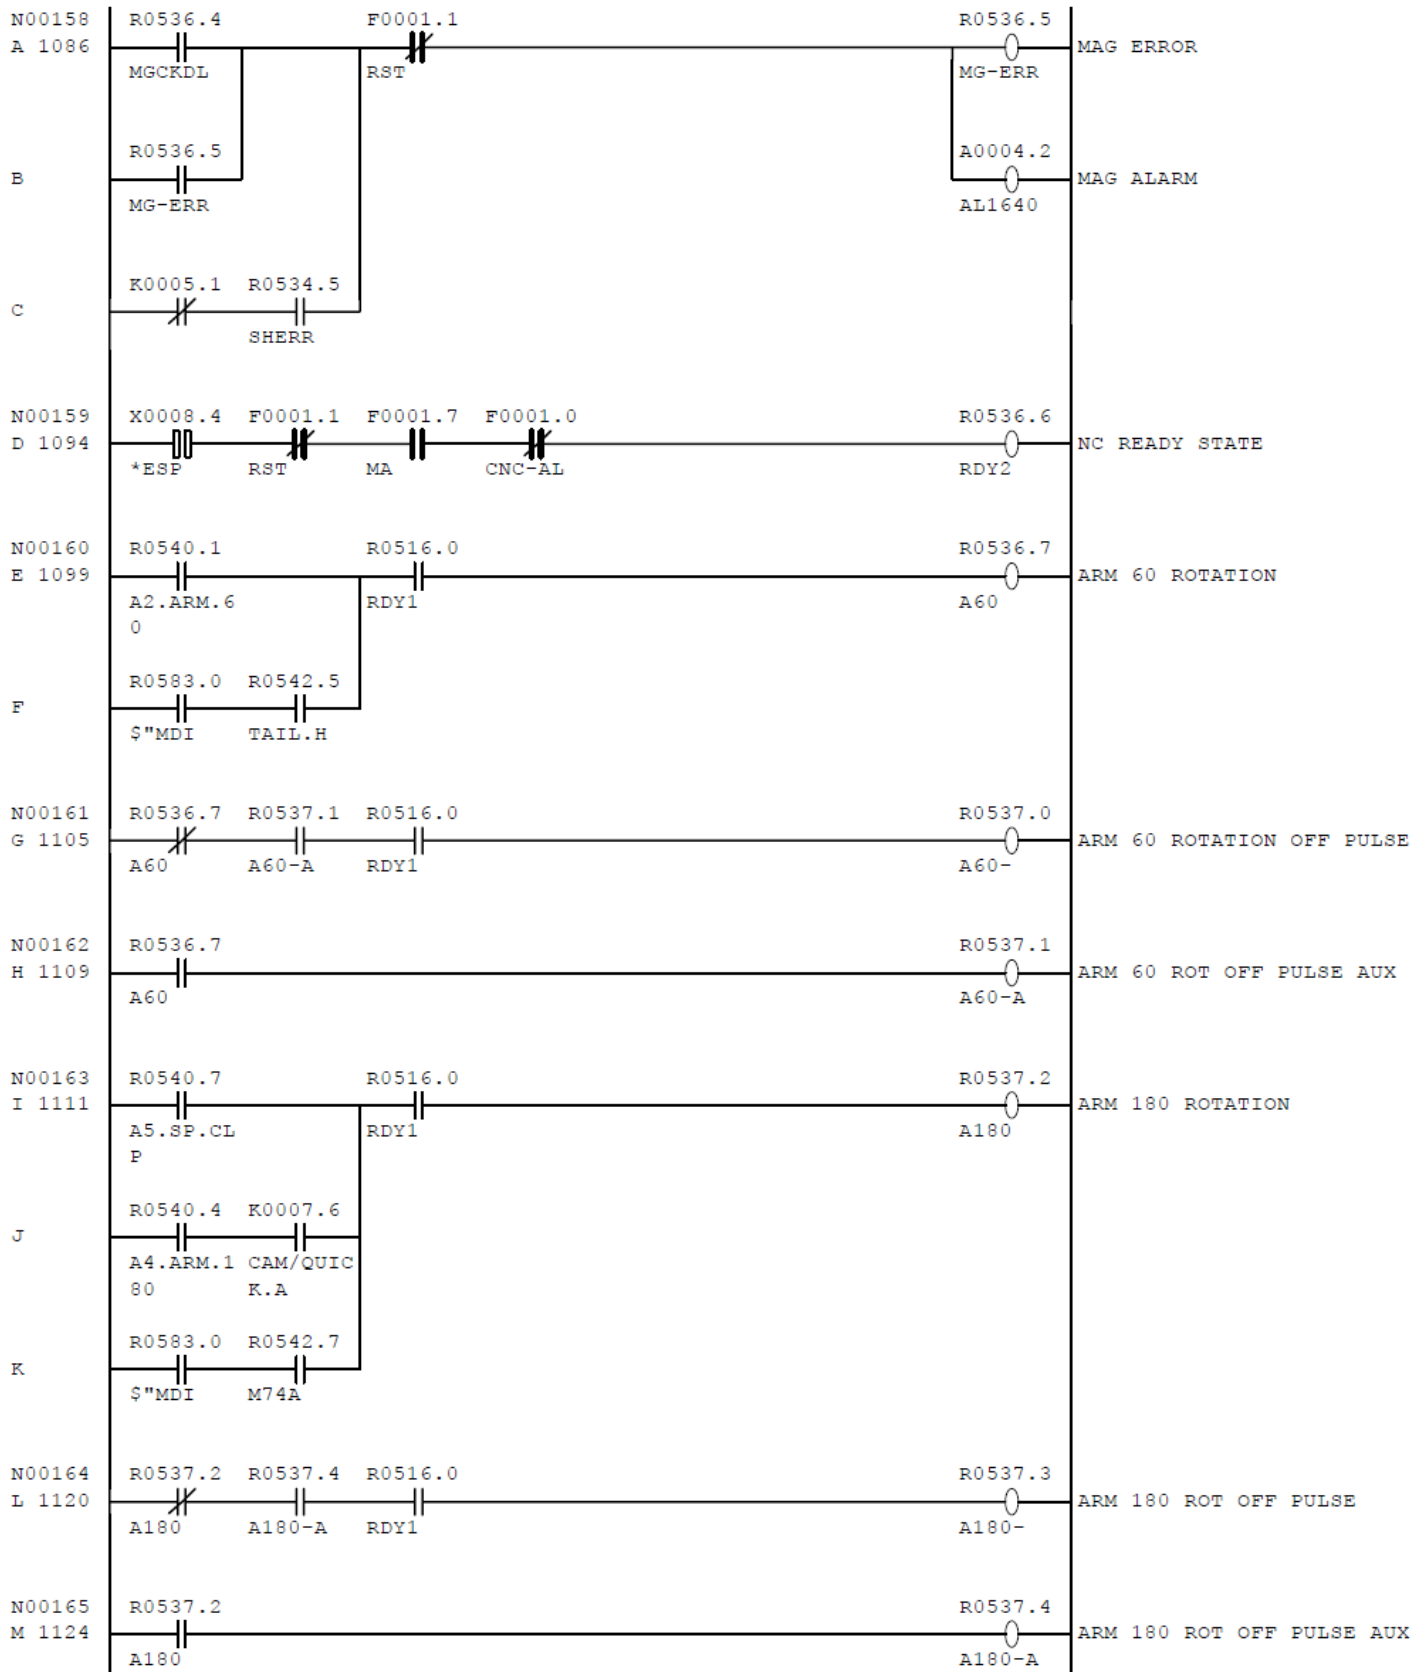 N00158 R0536.4 F0001.1 R0536.5
A 1086 MAG ERROR
MGCKDL RST MG-ERR
R0536.5 A0004.2
B MAG ALARM
MG-ERR AL1640
K0005.1 R0534.5
C
SHERR
N00159 X0008.4 F0001.1 F0001.7 F0001.0 R0536.6
D 1094 NC READY STATE
*ESP RST MA CNC-AL RDY2
N00160 R0540.1 R0516.0 R0536.7
E 1099 ARM 60 ROTATION
A2.ARM.6 RDY1 A60
0
R0583.0 R0542.5
F
$"MDI TAIL.H
N00161 R0536.7 R0537.1 R0516.0 R0537.0
G 1105 ARM 60 ROTATION OFF PULSE
A60 A60-A RDY1 A60-
N00162 R0536.7 R0537.1
H 1109 ARM 60 ROT OFF PULSE AUX
A60 A60-A
N00163 R0540.7 R0516.0 R0537.2
I 1111 ARM 180 ROTATION
A5.SP.CL RDY1 A180
P
R0540.4 K0007.6
J
A4.ARM.1 CAM/QUIC
80 K.A
R0583.0 R0542.7
K
$"MDI M74A
N00164 R0537.2 R0537.4 R0516.0 R0537.3
L 1120 ARM 180 ROT OFF PULSE
A180 A180-A RDY1 A180-
N00165 R0537.2 R0537.4
M 1124 ARM 180 ROT OFF PULSE AUX
A180 A180-A